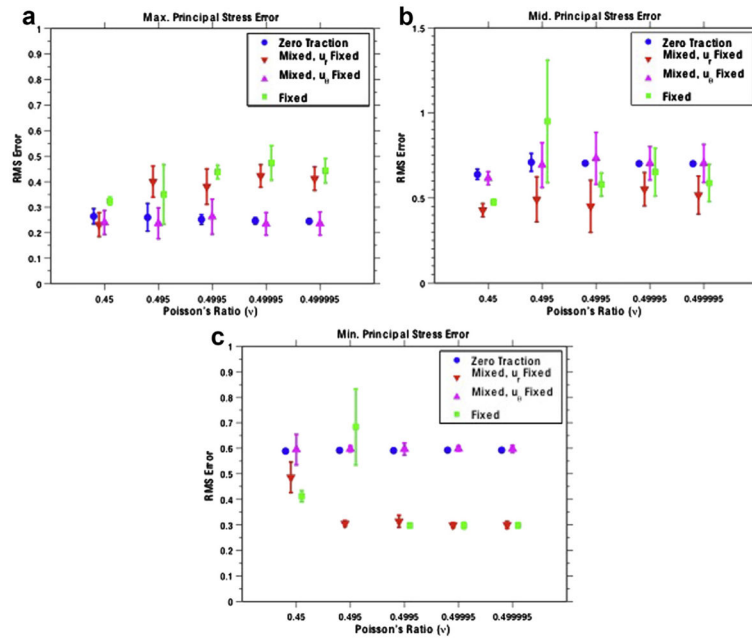 a
Max. Principal Stress Error
Zero Traction
Mixed, u_r Fixed
Mixed, u_θ Fixed
Fixed
RMS Error
1
0.9
0.8
0.7
0.6
0.5
0.4
0.3
0.2
0.1
0
0.45
0.495
0.4995
0.49995
0.499995
Poisson's Ratio (ν)
b
Mid. Principal Stress Error
Zero Traction
Mixed, u_r Fixed
Mixed, u_θ Fixed
Fixed
RMS Error
1.5
1
0.5
0
0.45
0.495
0.4995
0.49995
0.499995
Poisson's Ratio (ν)
c
Min. Principal Stress Error
Zero Traction
Mixed, u_r Fixed
Mixed, u_θ Fixed
Fixed
RMS Error
1
0.9
0.8
0.7
0.6
0.5
0.4
0.3
0.2
0.1
0
0.45
0.495
0.4995
0.49995
0.499995
Poisson's Ratio (ν)